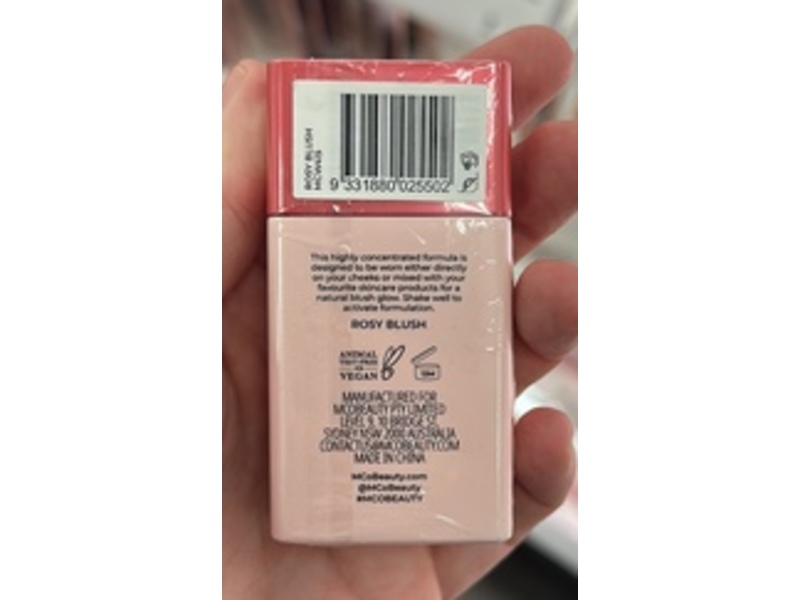 ROSY BLUSH
9 331880 025502
This highly concentrated formula is
designed to be worn either directly
on your cheeks or mixed with your
favourite skincare products for a
natural blush glow. Shake well to
activate formulation.
ROSY BLUSH
ANIMAL
TEST-FREE
VEGAN
12M
MANUFACTURED FOR
MCOBEAUTY PTY LIMITED
LEVEL 9, 10 BRIDGE ST,
SYDNEY NSW 2000 AUSTRALIA
CONTACTUS@MCOBEAUTY.COM
MADE IN CHINA
MCoBeauty.com
@MCoBeauty
#MCOBEAUTY